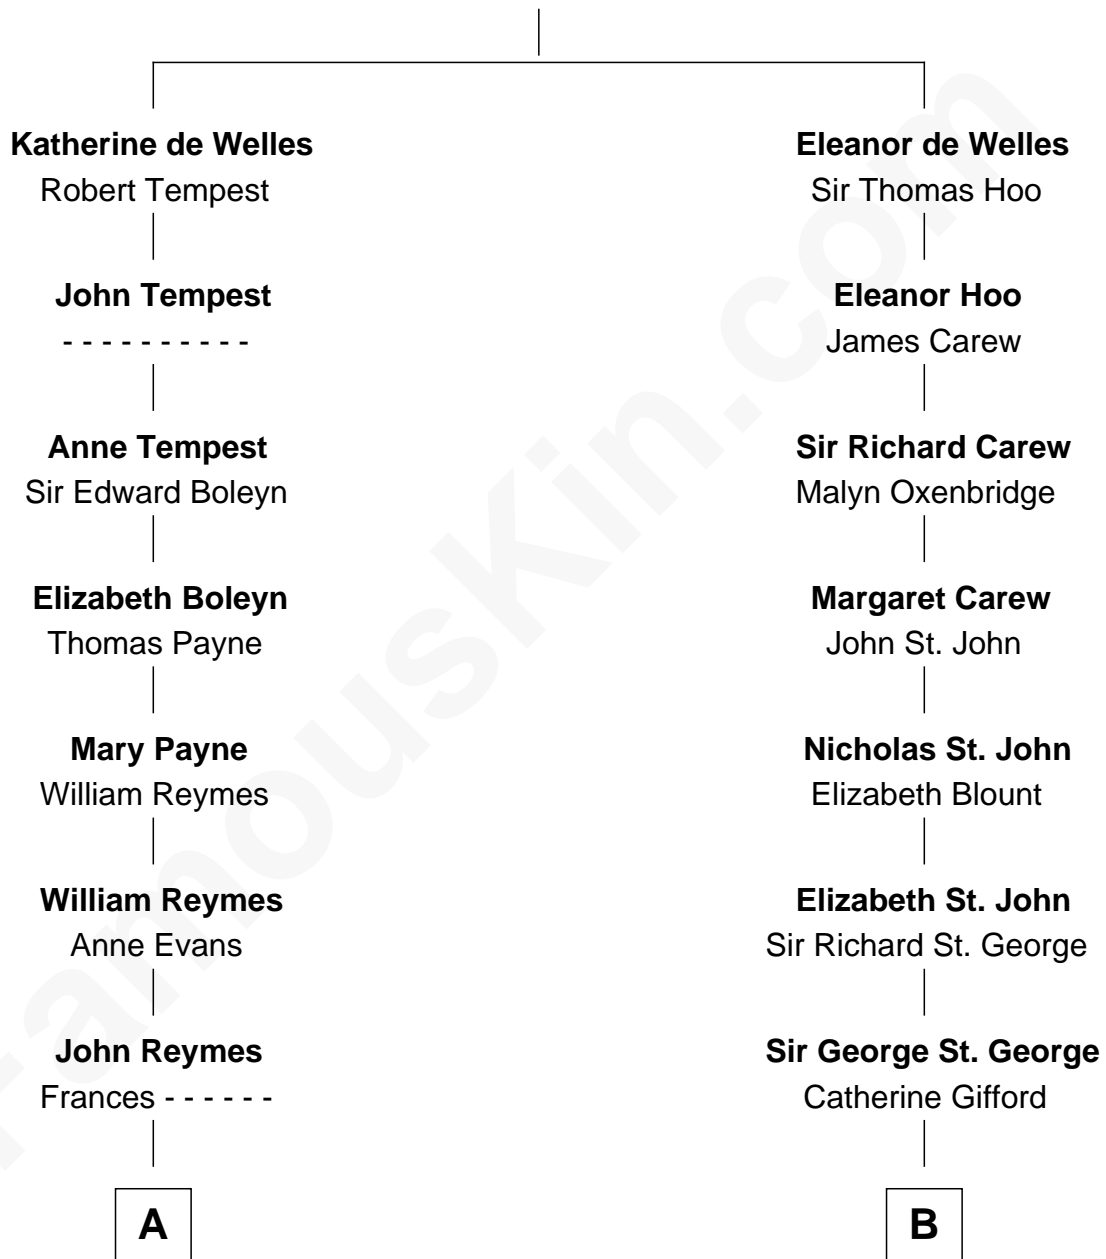 Katherine de Welles
Robert Tempest
John Tempest
- - - - - - - - - -
Anne Tempest
Sir Edward Boleyn
Elizabeth Boleyn
Thomas Payne
Mary Payne
William Reymes
William Reymes
Anne Evans
John Reymes
Frances - - - - - -
A
Eleanor de Welles
Sir Thomas Hoo
Eleanor Hoo
James Carew
Sir Richard Carew
Malyn Oxenbridge
Margaret Carew
John St. John
Nicholas St. John
Elizabeth Blount
Elizabeth St. John
Sir Richard St. George
Sir George St. George
Catherine Gifford
B
FamousKin.com